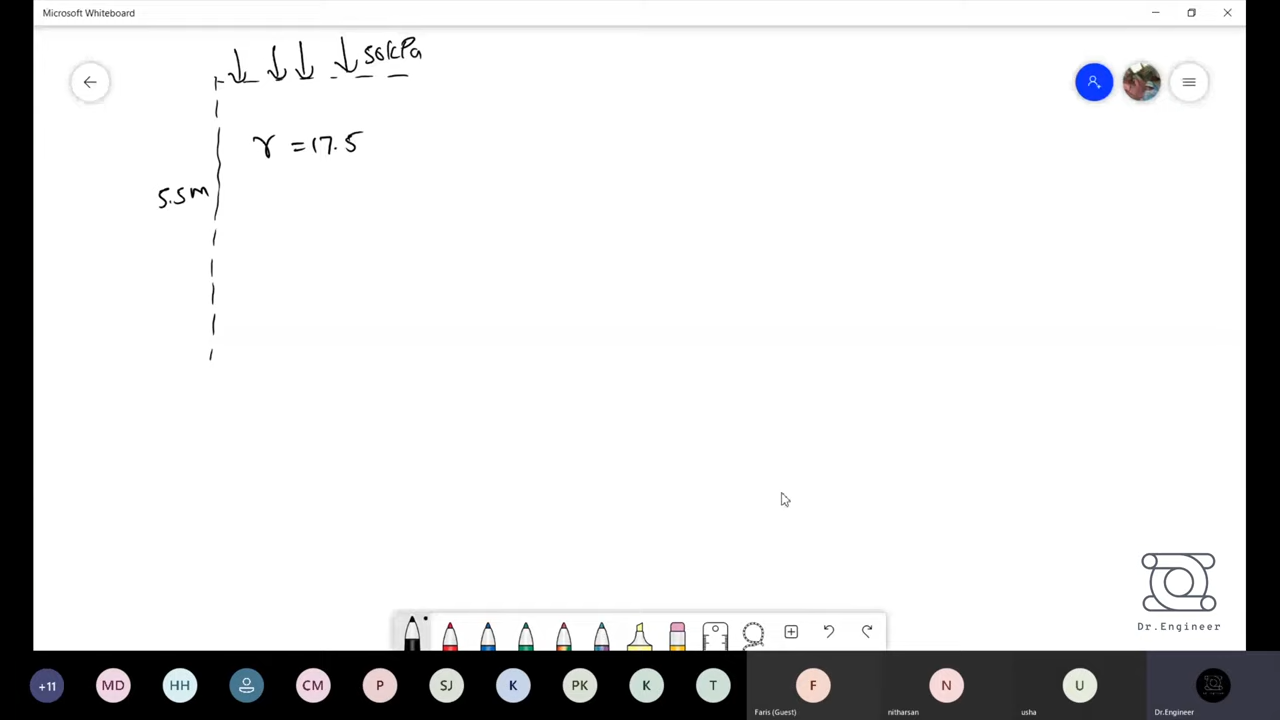 Microsoft Whiteboard
50kPa
γ = 17.5
5.5m
Dr.Engineer
+11
MD
HH
CM
P
SJ
K
PK
K
T
F
N
U
Faris (Guest)
nitharsan
usha
Dr.Engineer